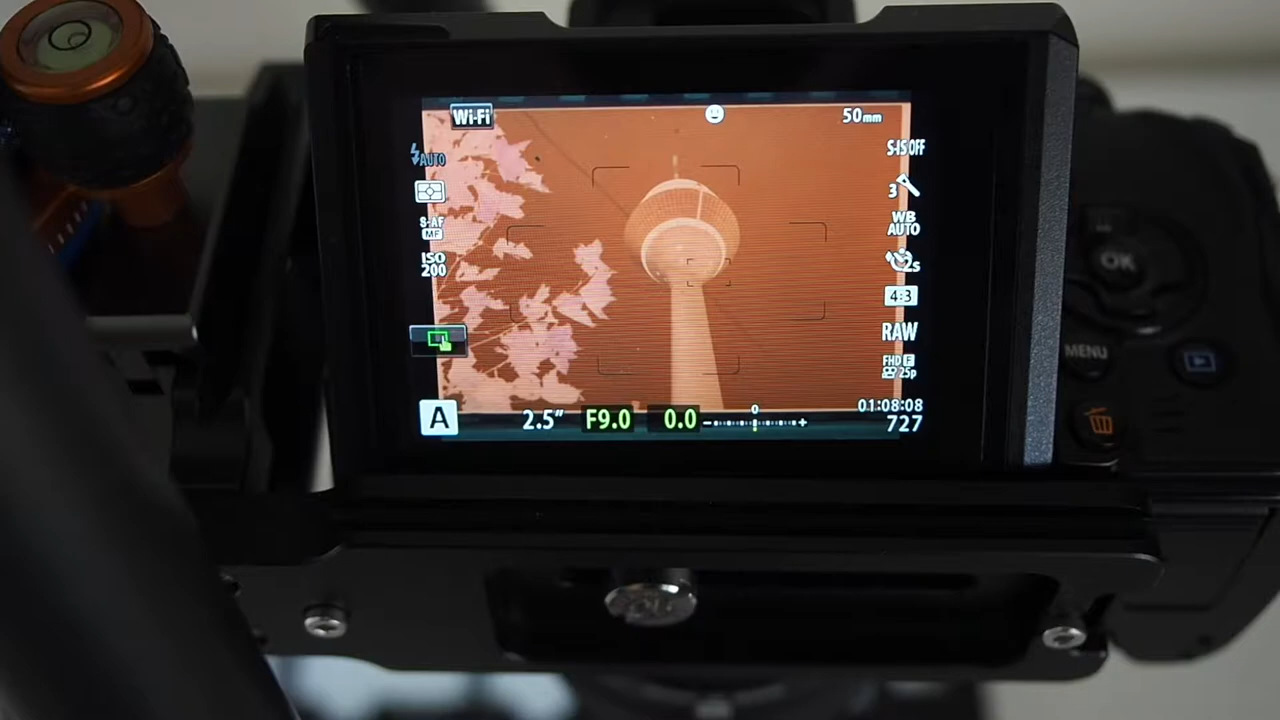 Wi-Fi
50mm
AUTO
S-IS OFF
3
S-AF
MF
WB
AUTO
ISO
200
2s
4:3
RAW
FHD F
25p
A
2.5"
F9.0
0.0
0
- +
01:08:08
727
OK
MENU